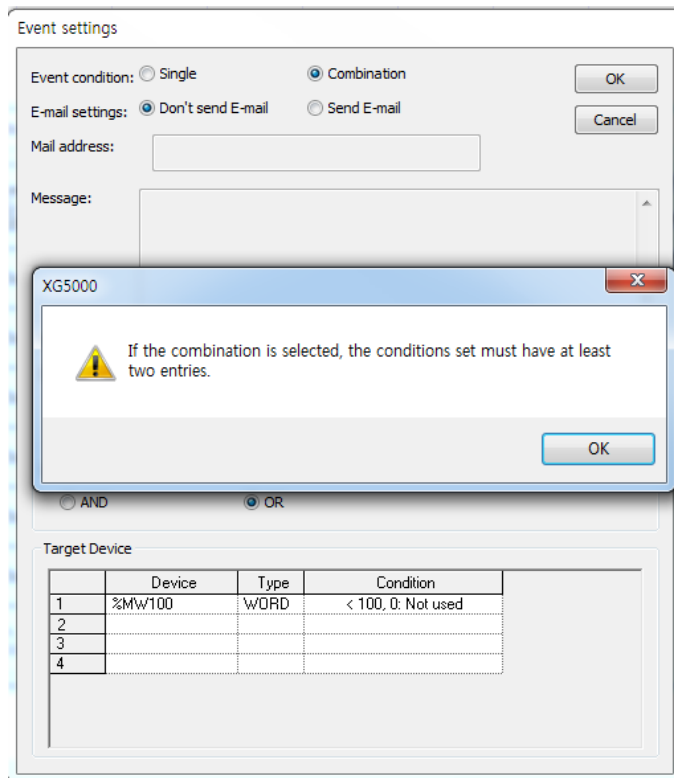 Event settings
Event condition: Single Combination OK
E-mail settings: Don't send E-mail Send E-mail Cancel
Mail address:
Message:
XG5000
If the combination is selected, the conditions set must have at least
two entries.
OK
AND OR
Target Device
Device Type Condition
1 %MW100 WORD < 100, 0: Not used
2
3
4